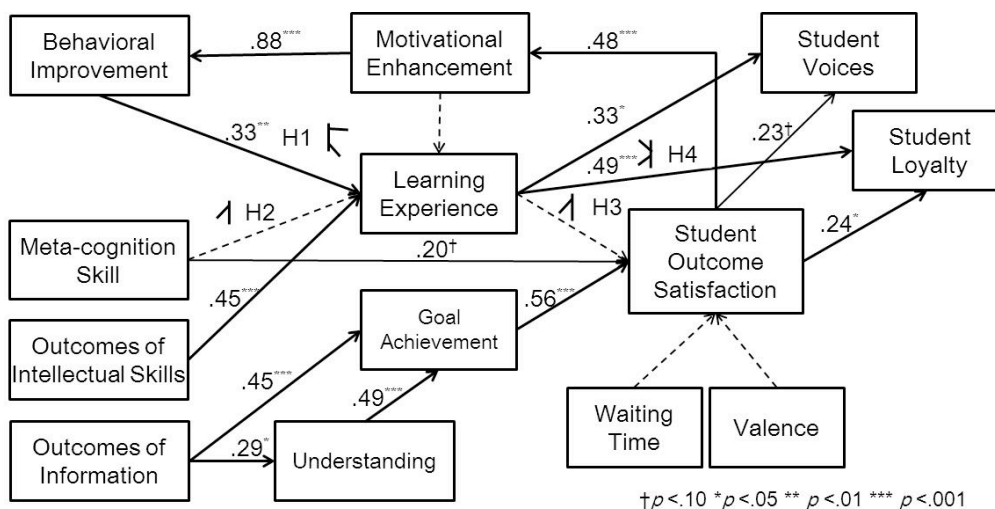 Behavioral
Improvement
.88***
Motivational
Enhancement
.48***
Student
Voices
.33**
H1
.33*
.23†
Student
Loyalty
.49***
H4
Learning
Experience
H2
H3
.24*
Meta-cognition
Skill
.20†
Student
Outcome
Satisfaction
.45***
.56***
Goal
Achievement
Outcomes of
Intellectual Skills
.45***
.49***
Waiting
Time
Valence
Outcomes of
Information
.29*
Understanding
†p<.10 *p<.05 ** p<.01 *** p<.001